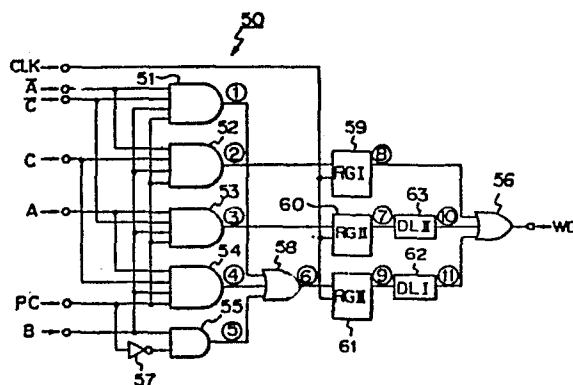 50
CLK
51
A̅
①
C̅
52
59
C
②
RGI
⑧
53
60
63
56
A
③
RGII
⑦
DLII
⑩
WD
54
58
62
④
⑥
RGIII
⑨
DLI
⑪
PC
55
B
⑤
61
57